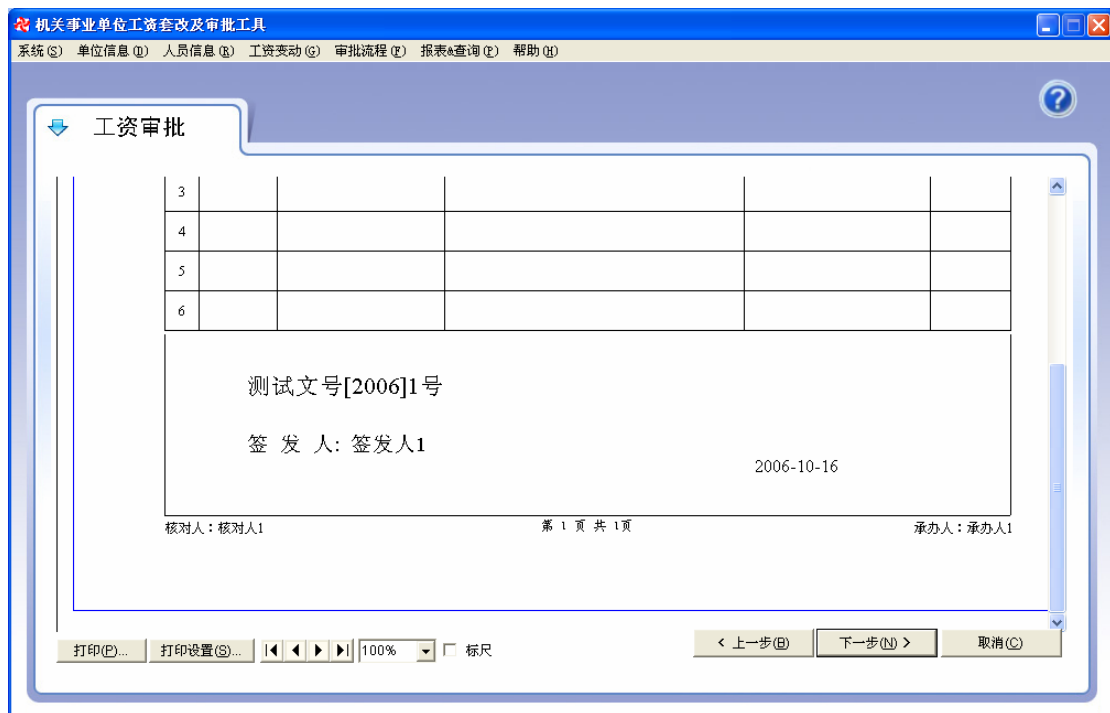 机关事业单位工资套改及审批工具
系统(S) 单位信息(D) 人员信息(R) 工资变动(G) 审批流程(F) 报表&查询(P) 帮助(H)
工资审批
3
4
5
6
测试文号[2006]1号
签 发 人: 签发人1
2006-10-16
核对人：核对人1 第 1 页 共 1页 承办人：承办人1
打印(P)... 打印设置(S)... 100% 标尺 < 上一步(B) 下一步(N) > 取消(C)